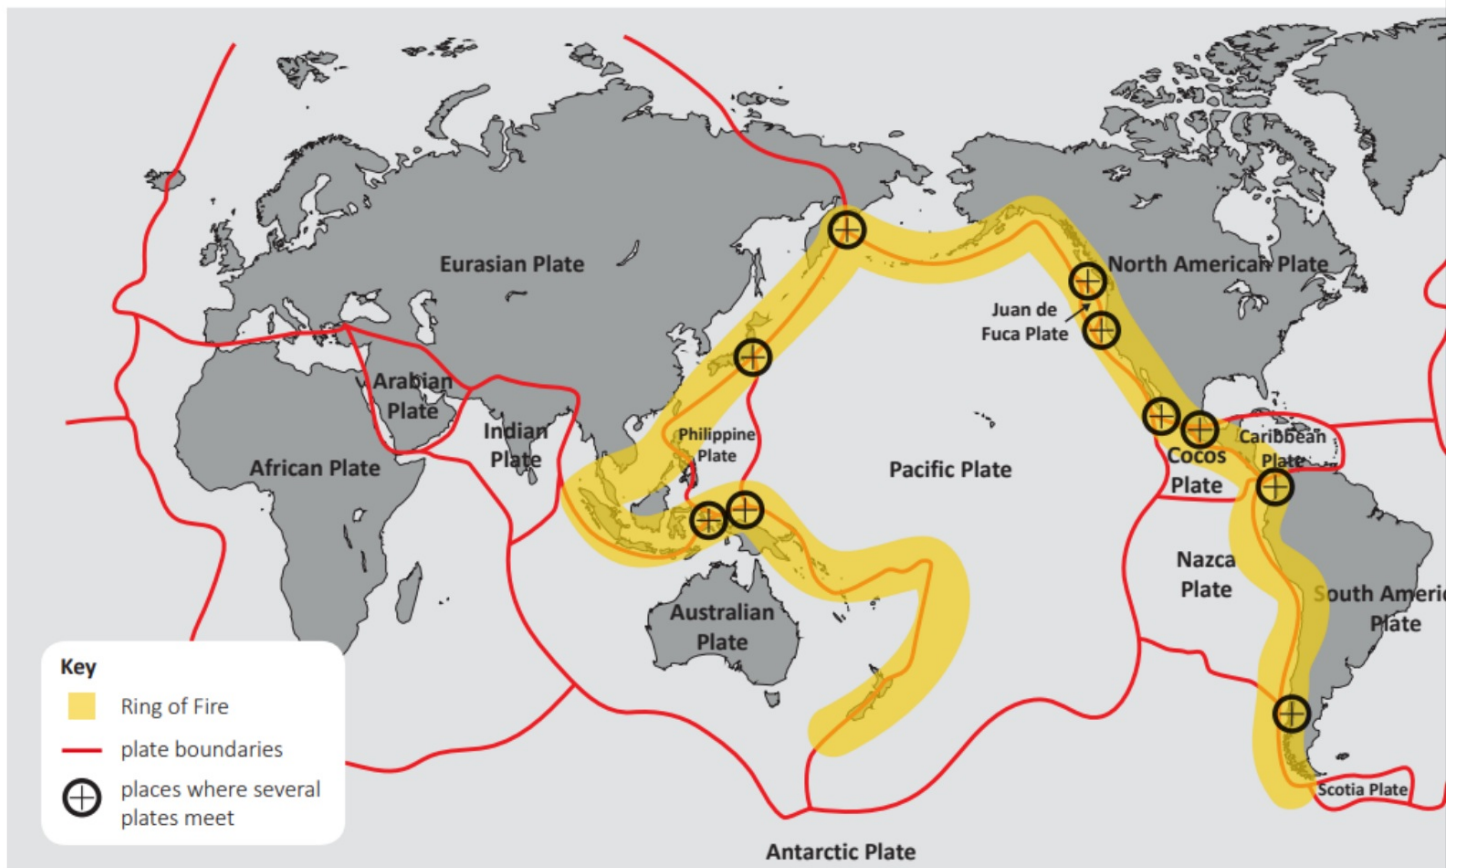 Eurasian Plate
North American Plate
Juan de
Fuca Plate
Arabian
Plate
Indian
Plate
Philippine
Plate
Caribbean
Plate
African Plate
Pacific Plate
Cocos
Plate
Nazca
Plate
South Americ
Plate
Australian
Plate
Key
Ring of Fire
plate boundaries
places where several
plates meet
Scotia Plate
Antarctic Plate